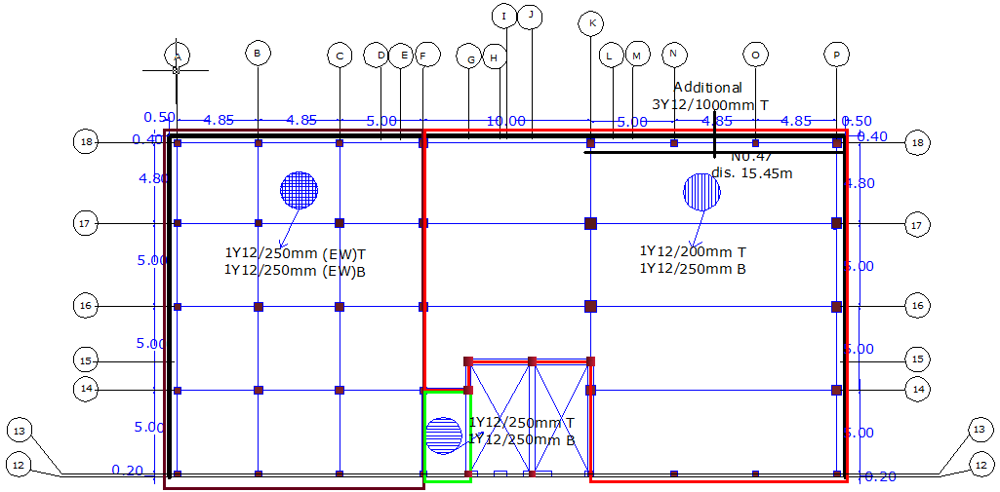 I J
K
A B C D E F G H L M N O P
Additional
3Y12/1000mm T
0.50 4.85 4.85 5.00 10.00 5.00 4.85 4.85 0.50
18 0.40 0.40 18
N0.47
dis. 15.45m
4.80 4.80
17 17
1Y12/250mm (EW)T
1Y12/250mm (EW)B
1Y12/200mm T
1Y12/250mm B
5.00 5.00
16 16
5.00 5.00
15 15
14 14
1Y12/250mm T
1Y12/250mm B
5.00 5.00
13 13
12 0.20 0.20 12